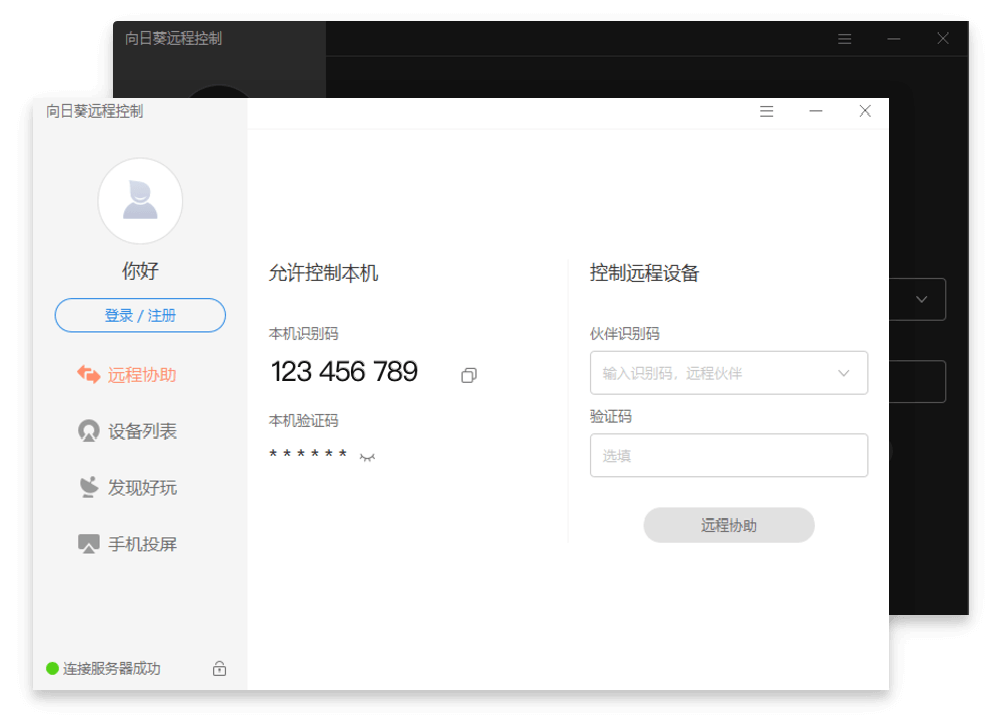 向日葵远程控制
向日葵远程控制
你好
登录 / 注册
远程协助
设备列表
发现好玩
手机投屏
连接服务器成功
允许控制本机
本机识别码
123 456 789
本机验证码
* * * * * *
控制远程设备
伙伴识别码
输入识别码，远程伙伴
验证码
选填
远程协助